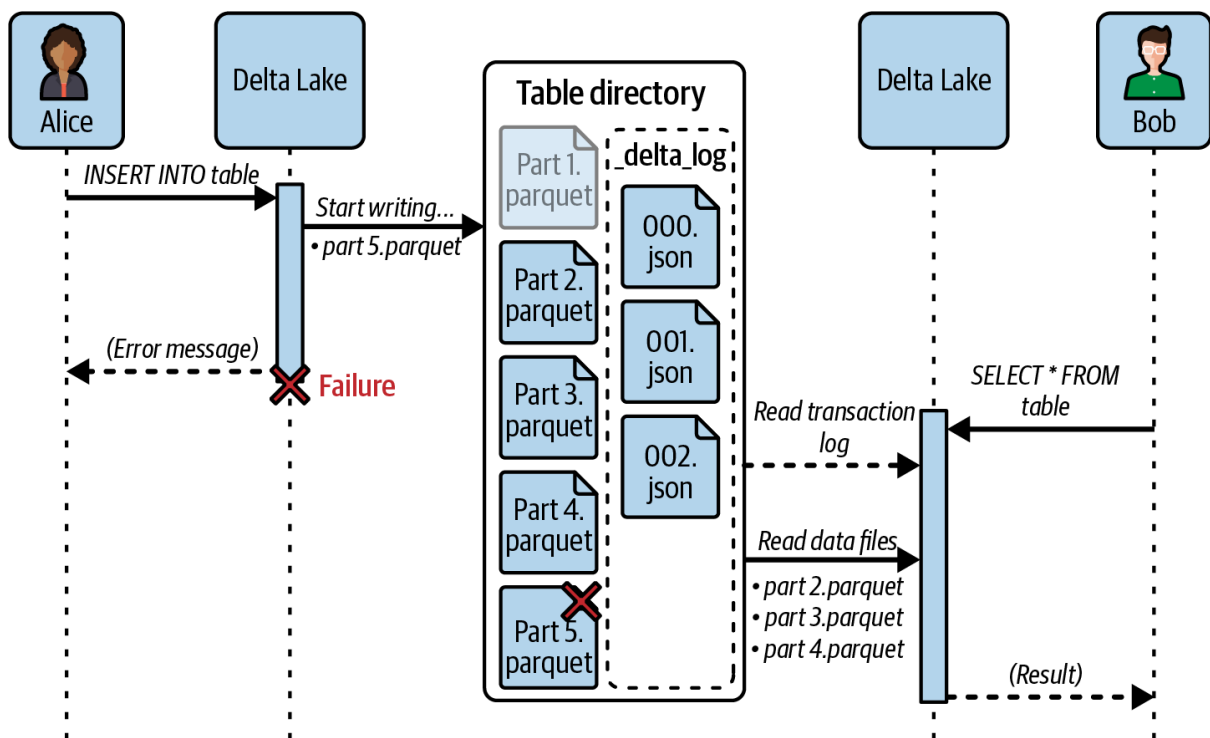 Alice
Delta Lake
Table directory
Delta Lake
Bob
INSERT INTO table
Start writing...
• part 5.parquet
(Error message)
Failure
Part 1.
parquet
Part 2.
parquet
Part 3.
parquet
Part 4.
parquet
Part 5.
parquet
_delta_log
000.
json
001.
json
002.
json
SELECT * FROM
table
Read transaction
log
Read data files
• part 2.parquet
• part 3.parquet
• part 4.parquet
(Result)